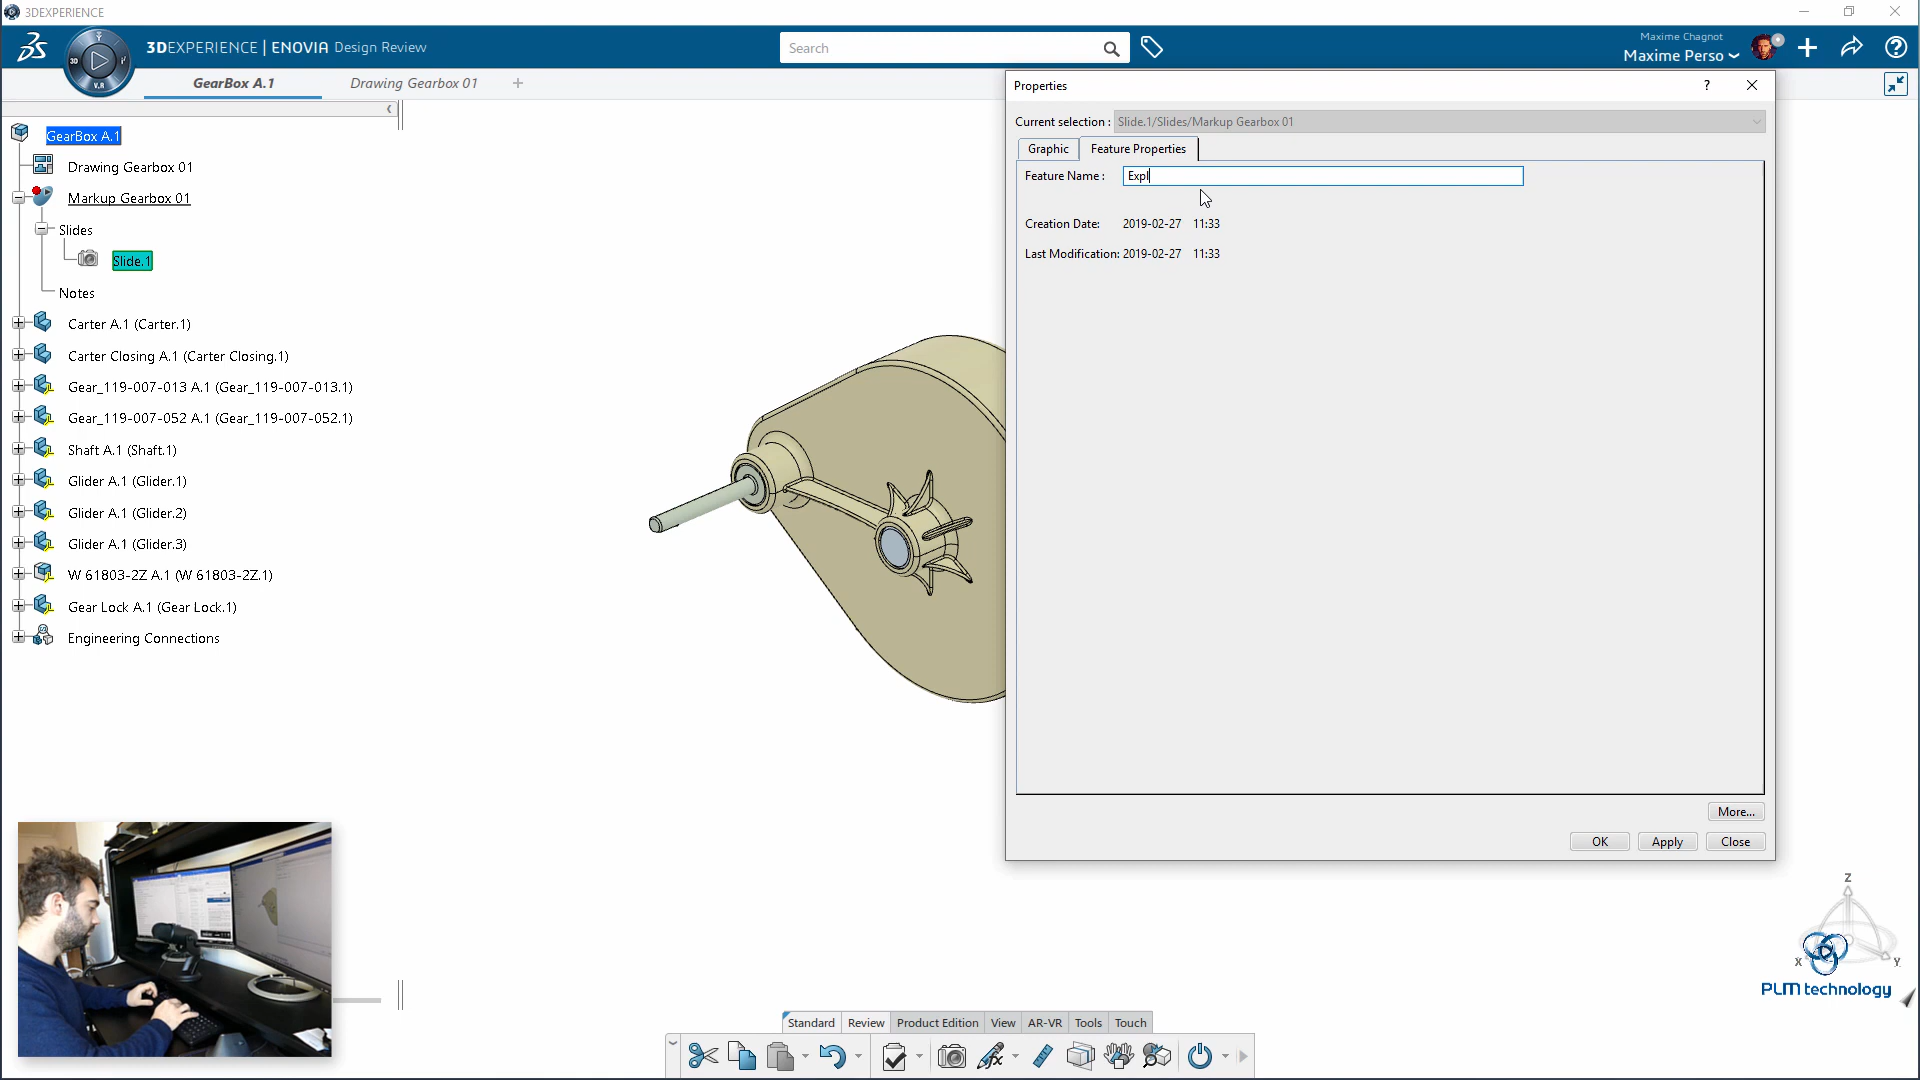 3DEXPERIENCE
3DEXPERIENCE | ENOVIA Design Review
Search
Maxime Chagnot
Maxime Perso
3D
V.R
GearBox A.1
Drawing Gearbox 01
Properties
?
Current selection :
Slide.1/Slides/Markup Gearbox 01
Graphic
Feature Properties
Feature Name :
Expl
Creation Date:
2019-02-27 11:33
Last Modification:
2019-02-27 11:33
More...
OK
Apply
Close
GearBox A.1
Drawing Gearbox 01
Markup Gearbox 01
Slides
Slide.1
Notes
Carter A.1 (Carter.1)
Carter Closing A.1 (Carter Closing.1)
Gear_119-007-013 A.1 (Gear_119-007-013.1)
Gear_119-007-052 A.1 (Gear_119-007-052.1)
Shaft A.1 (Shaft.1)
Glider A.1 (Glider.1)
Glider A.1 (Glider.2)
Glider A.1 (Glider.3)
W 61803-2Z A.1 (W 61803-2Z.1)
Gear Lock A.1 (Gear Lock.1)
Engineering Connections
Z
X
Y
PLM technology
Standard
Review
Product Edition
View
AR-VR
Tools
Touch